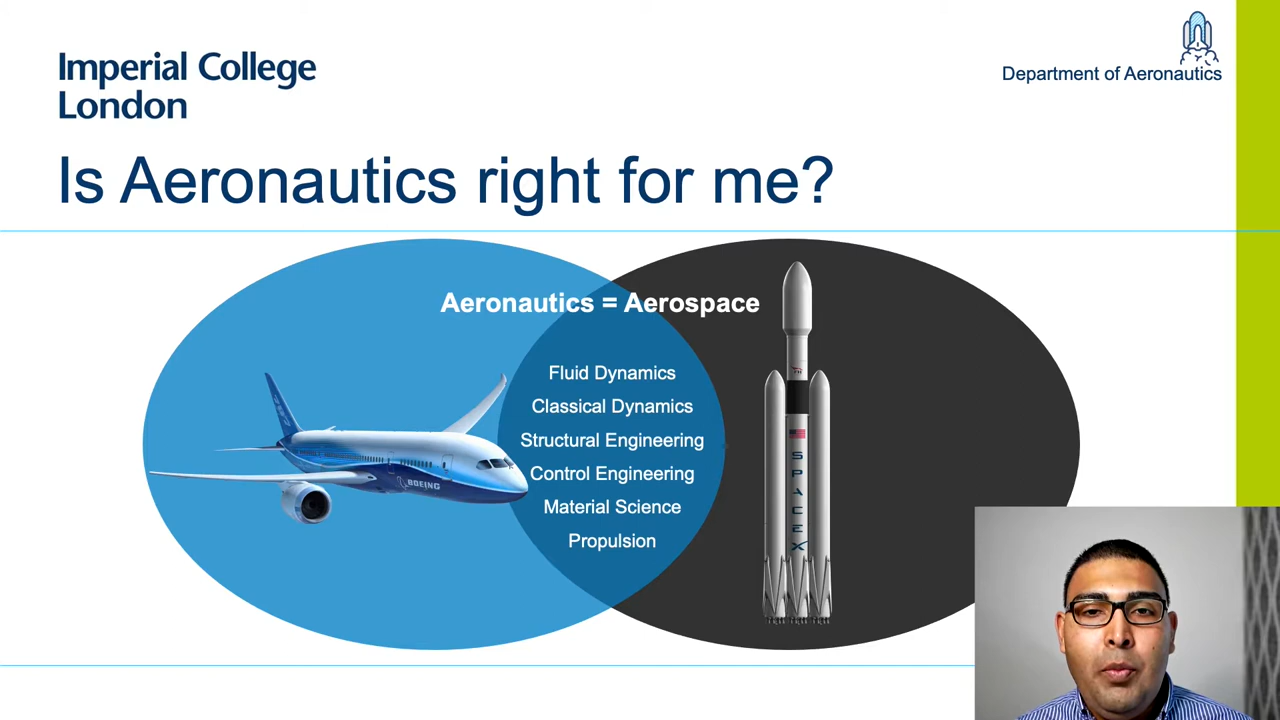 Imperial College
London
Department of Aeronautics
Is Aeronautics right for me?
Aeronautics = Aerospace
Fluid Dynamics
Classical Dynamics
Structural Engineering
Control Engineering
Material Science
Propulsion
BOEING
SPACEX